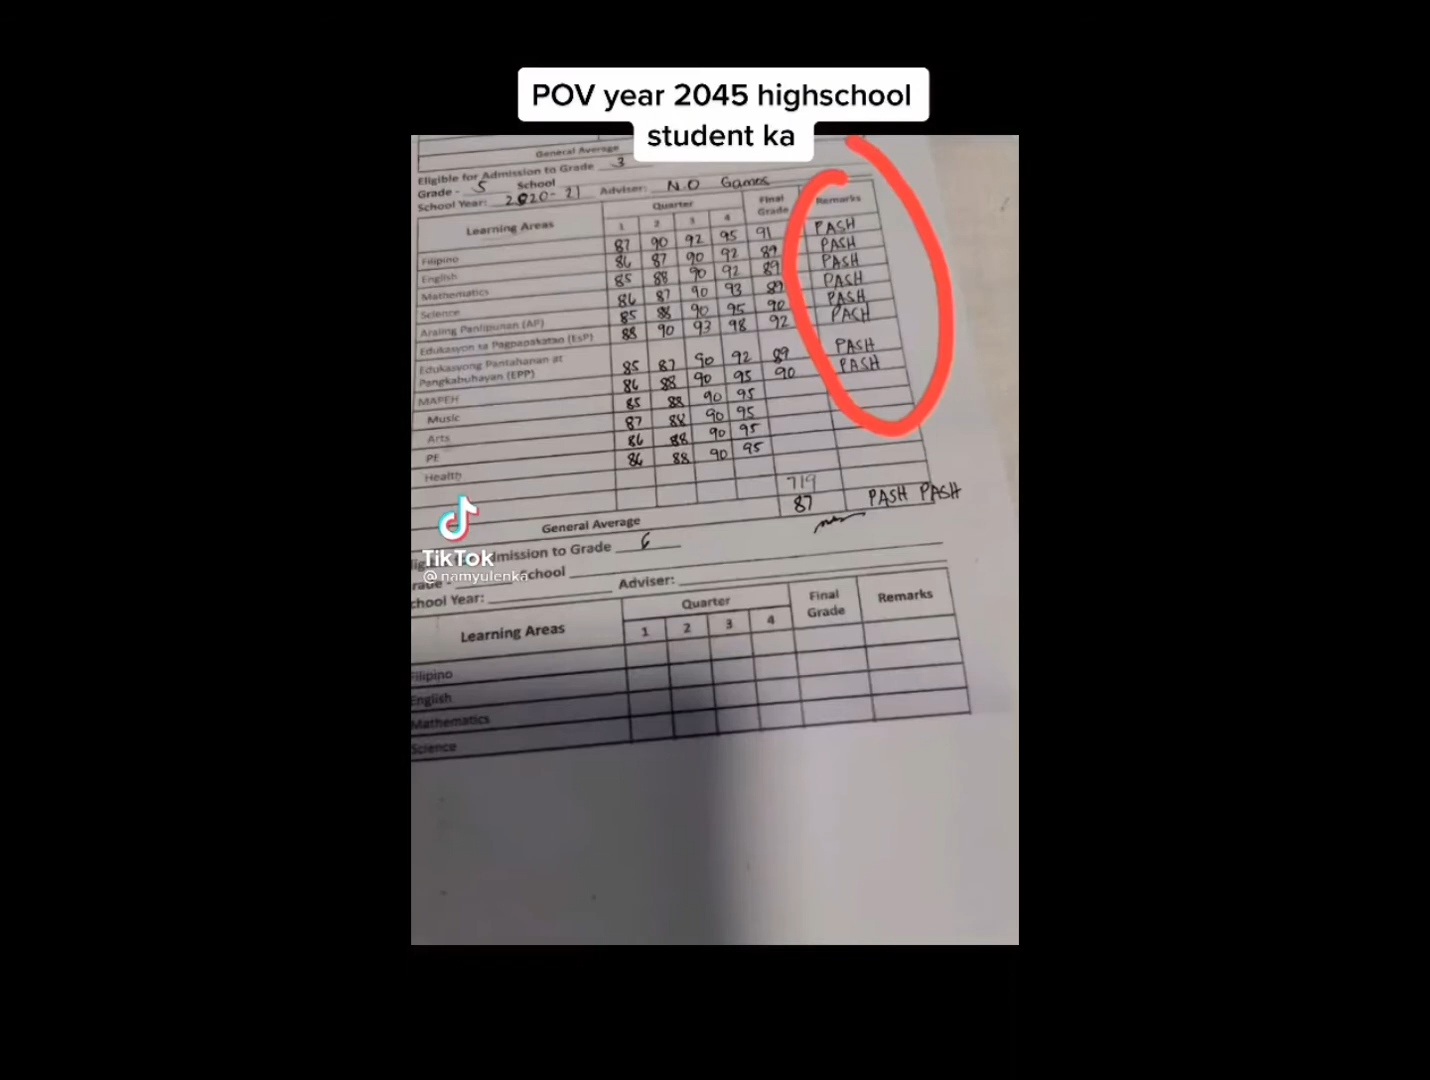 POV year 2045 highschool
student ka
General Average
Eligible for Admission to Grade 3
Grade - 5 School
School Year: 2020-21 Adviser: N.O Games
Learning Areas Quarter Final Grade Remarks
1 2 3 4
Filipino 87 90 92 95 91 PASH
English 86 87 90 92 89 PASH
Mathematics 85 88 90 92 89 PASH
Science 86 87 90 93 89 PASH
Araling Panlipunan (AP) 85 88 90 95 90 PASH
Edukasyon sa Pagpapakatao (EsP) 88 90 93 98 92 PACH
Edukasyong Pantahanan at
Pangkabuhayan (EPP) 85 87 90 92 89 PASH
MAPEH 86 88 90 95 90 PASH
Music 85 88 90 95
Arts 87 88 90 95
PE 86 88 90 95
Health 86 88 90 95
719
General Average 87 PASH PASH
TikTok
@namyulenka
mission to Grade 6
School
chool Year: Adviser:
Learning Areas Quarter Final Grade Remarks
1 2 3 4
Filipino
English
Mathematics
Science